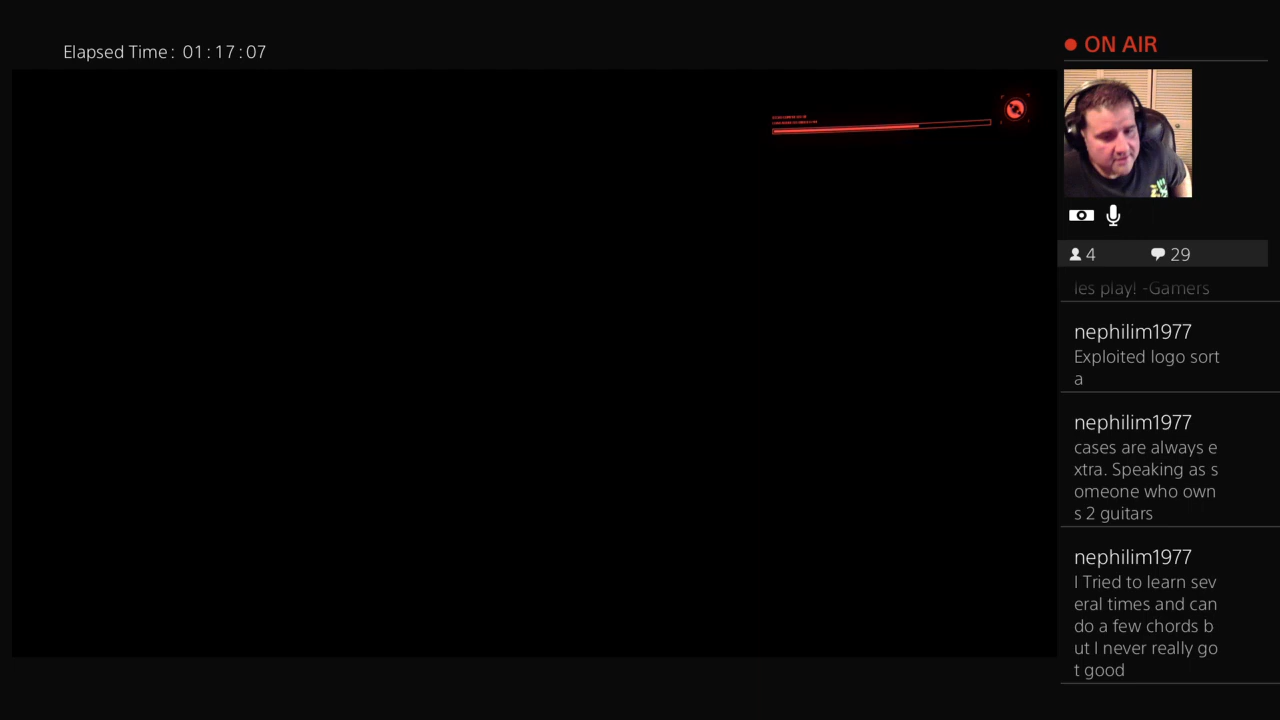 Elapsed Time: 01:17:07
ON AIR
4
29
les play! -Gamers
nephilim1977
Exploited logo sort
a
nephilim1977
cases are always e
xtra. Speaking as s
omeone who own
s 2 guitars
nephilim1977
I Tried to learn sev
eral times and can
do a few chords b
ut I never really go
t good